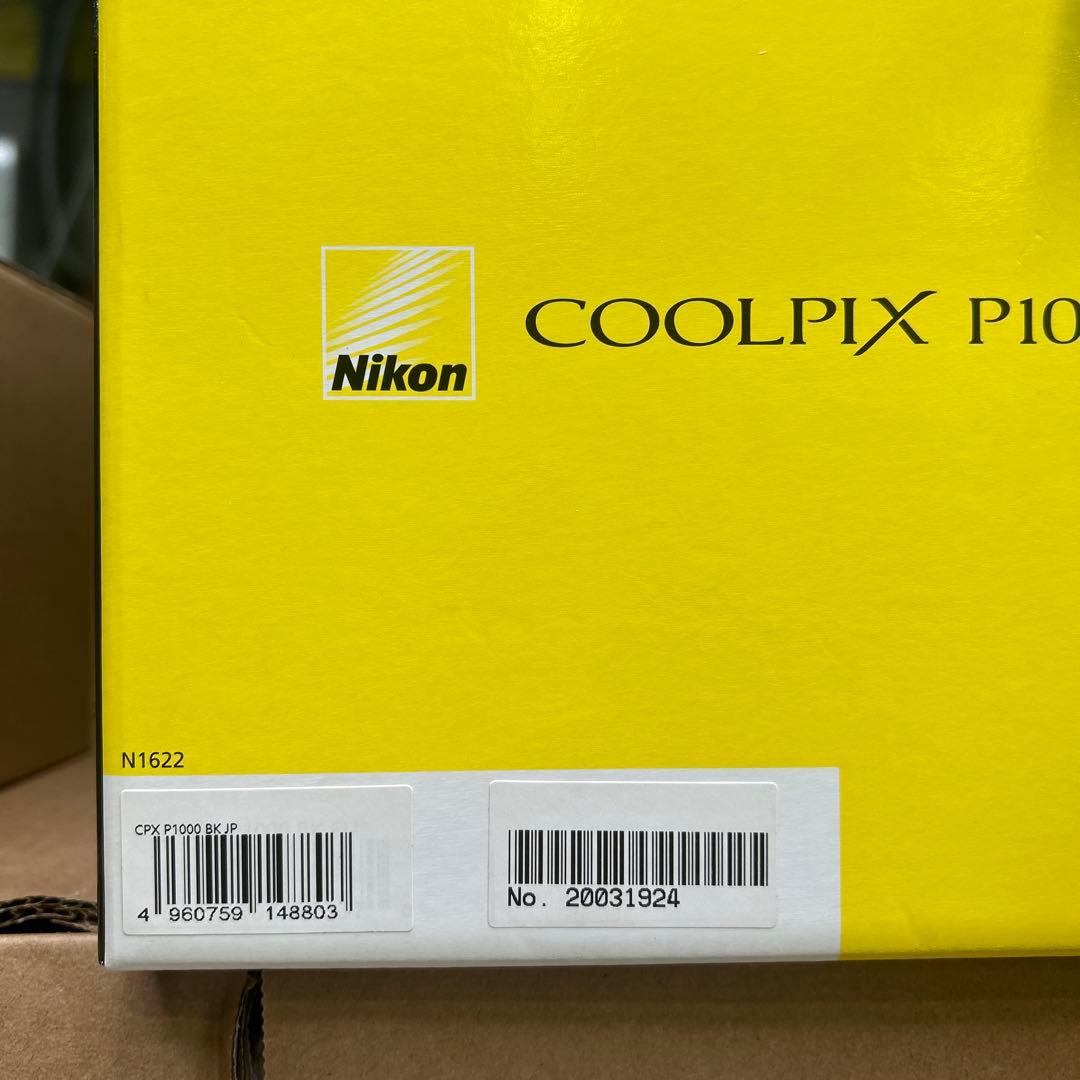 Nikon
COOLPIX P10
N1622
CPX P1000 BK JP
4 960759 148803
No. 20031924